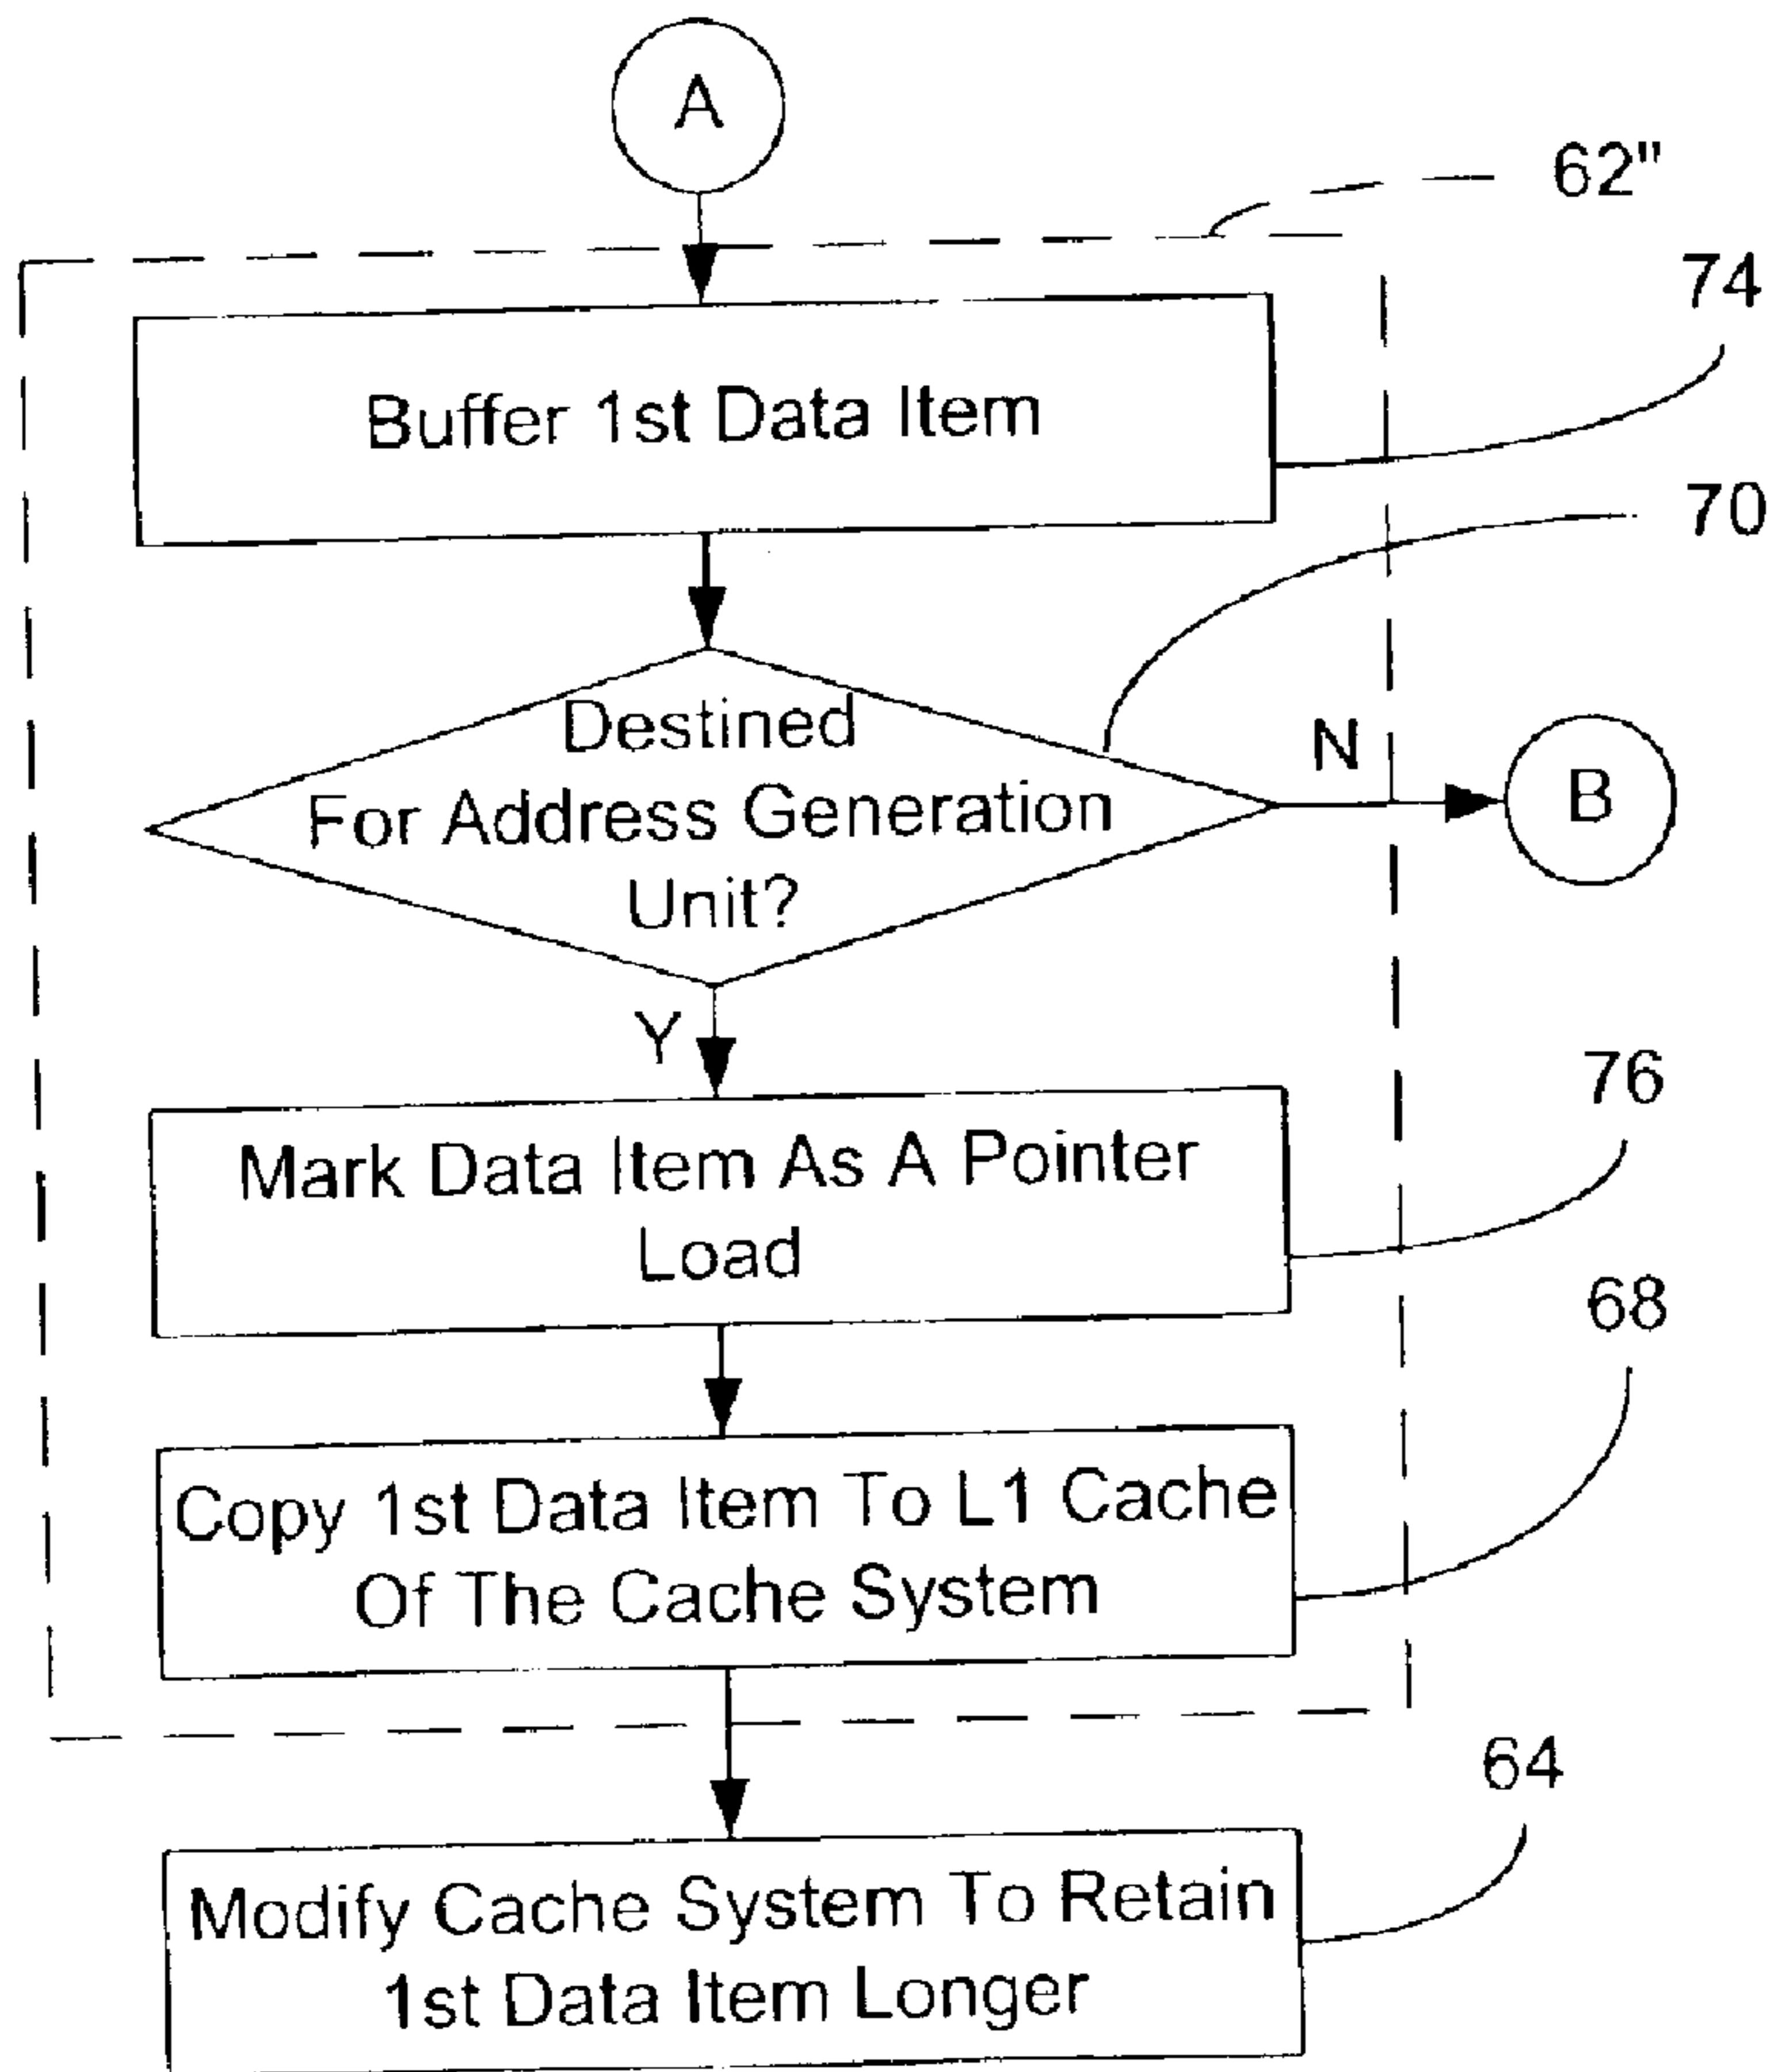 A
62"
74
Buffer 1st Data Item
70
Destined
For Address Generation
Unit?
N
B
Y
76
Mark Data Item As A Pointer
Load
68
Copy 1st Data Item To L1 Cache
Of The Cache System
64
Modify Cache System To Retain
1st Data Item Longer